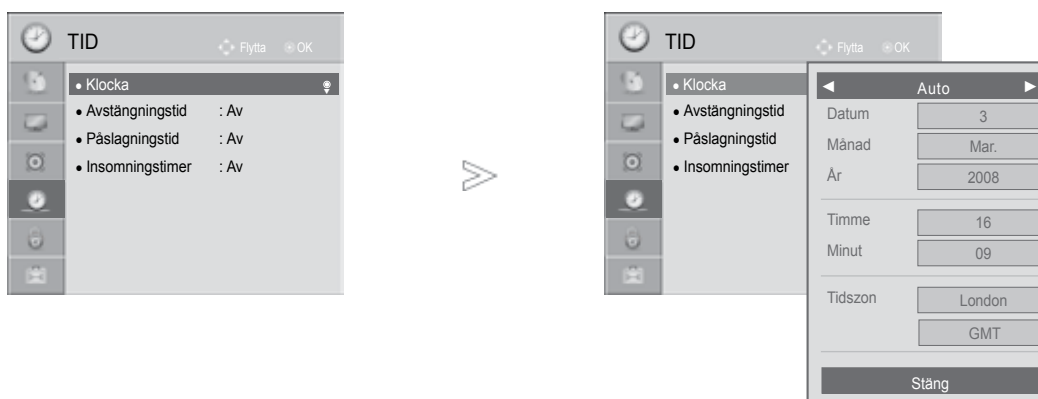 TID
Flytta OK
• Klocka
• Avstängningstid : Av
• Påslagningstid : Av
• Insomningstimer : Av
TID
Flytta OK
• Klocka
• Avstängningstid
• Påslagningstid
• Insomningstimer
◄ Auto ►
Datum 3
Månad Mar.
År 2008
Timme 16
Minut 09
Tidszon London
GMT
Stäng